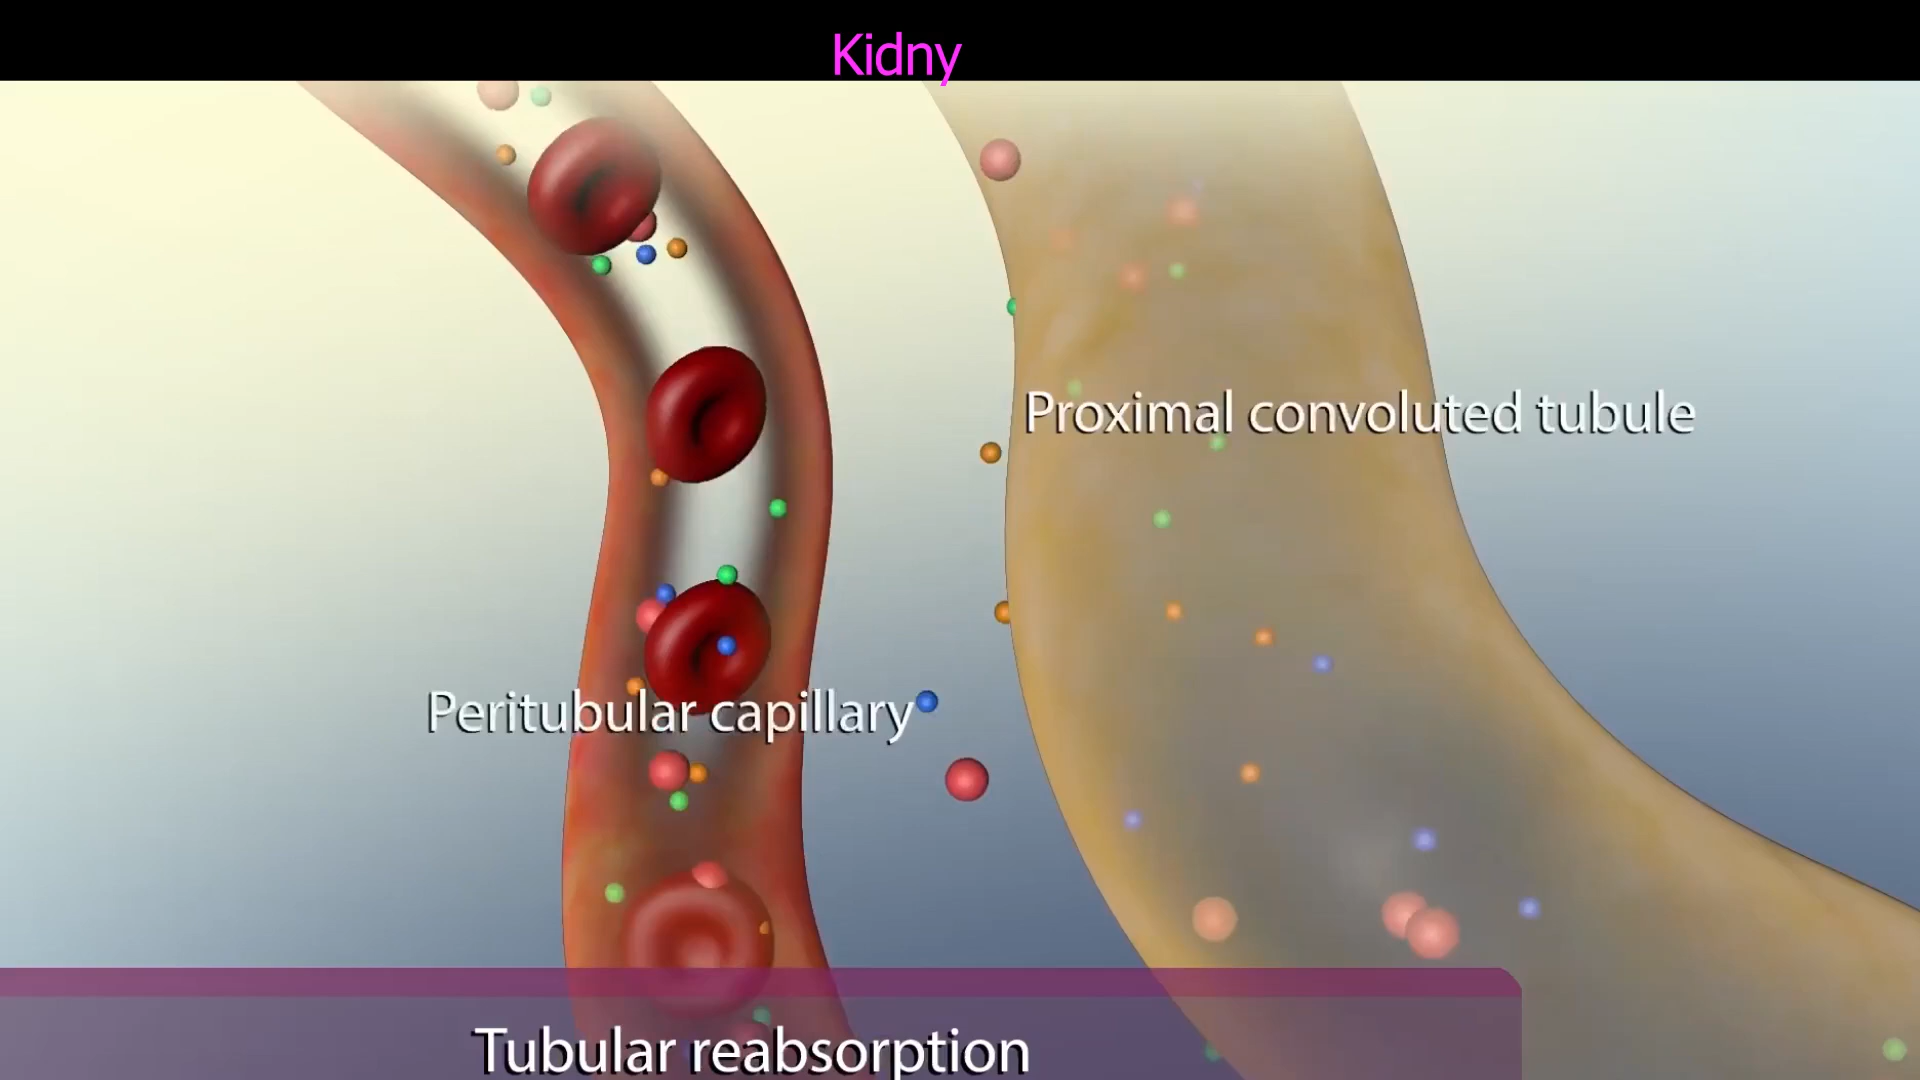 Kidny
Proximal convoluted tubule
Peritubular capillary
Tubular reabsorption